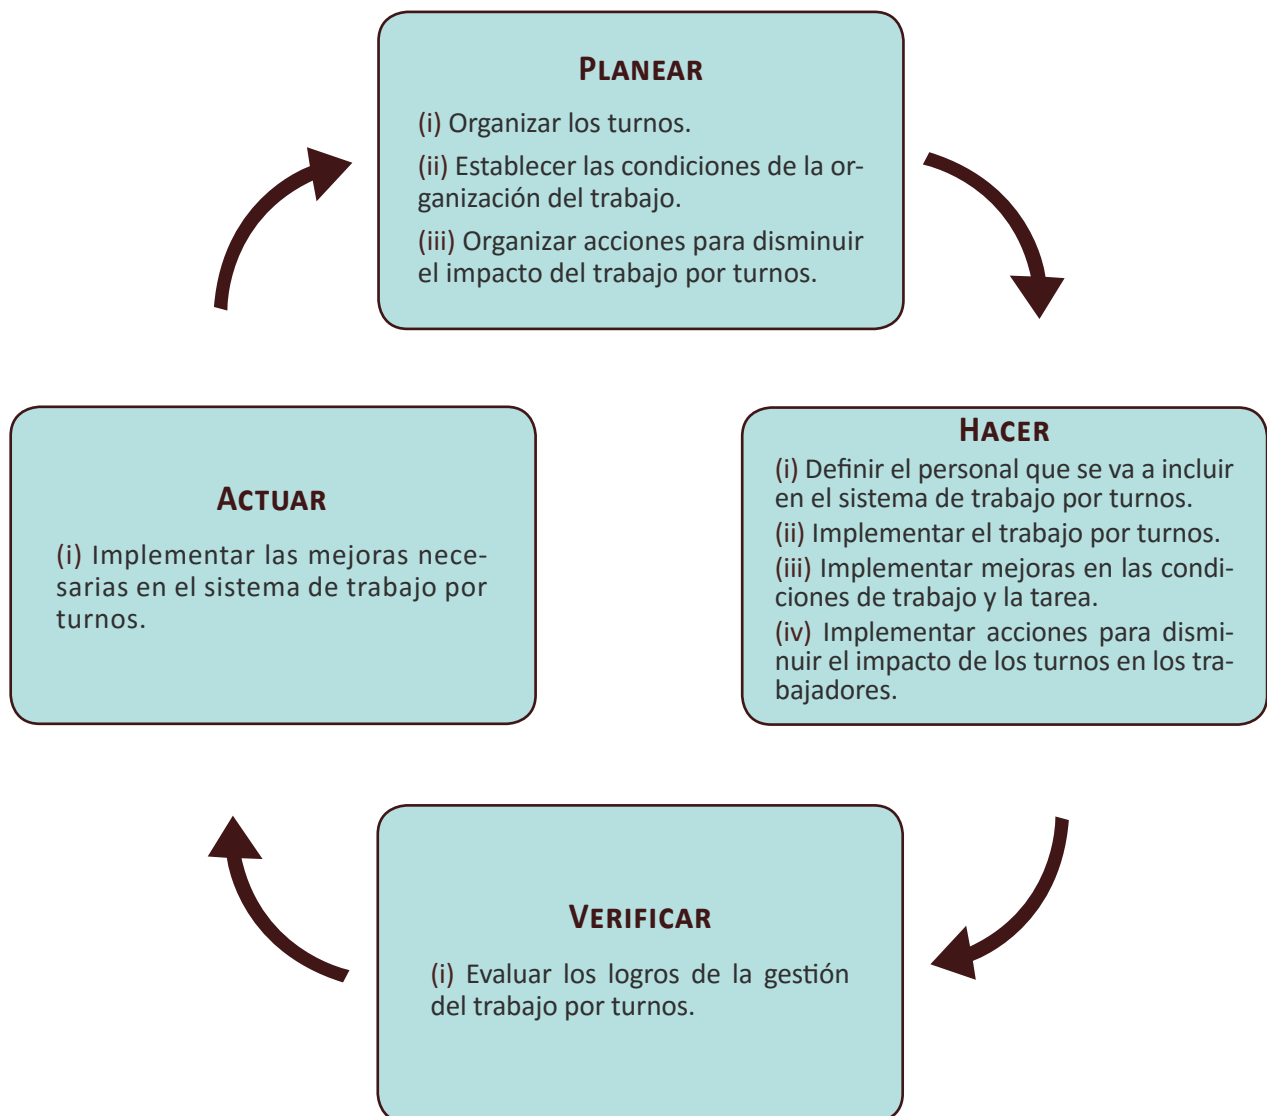 PLANEAR
(i) Organizar los turnos.
(ii) Establecer las condiciones de la or-
ganización del trabajo.
(iii) Organizar acciones para disminuir
el impacto del trabajo por turnos.
HACER
(i) Definir el personal que se va a incluir
en el sistema de trabajo por turnos.
(ii) Implementar el trabajo por turnos.
(iii) Implementar mejoras en las condi-
ciones de trabajo y la tarea.
(iv) Implementar acciones para dismi-
nuir el impacto de los turnos en los tra-
bajadores.
VERIFICAR
(i) Evaluar los logros de la gestión
del trabajo por turnos.
ACTUAR
(i) Implementar las mejoras nece-
sarias en el sistema de trabajo por
turnos.